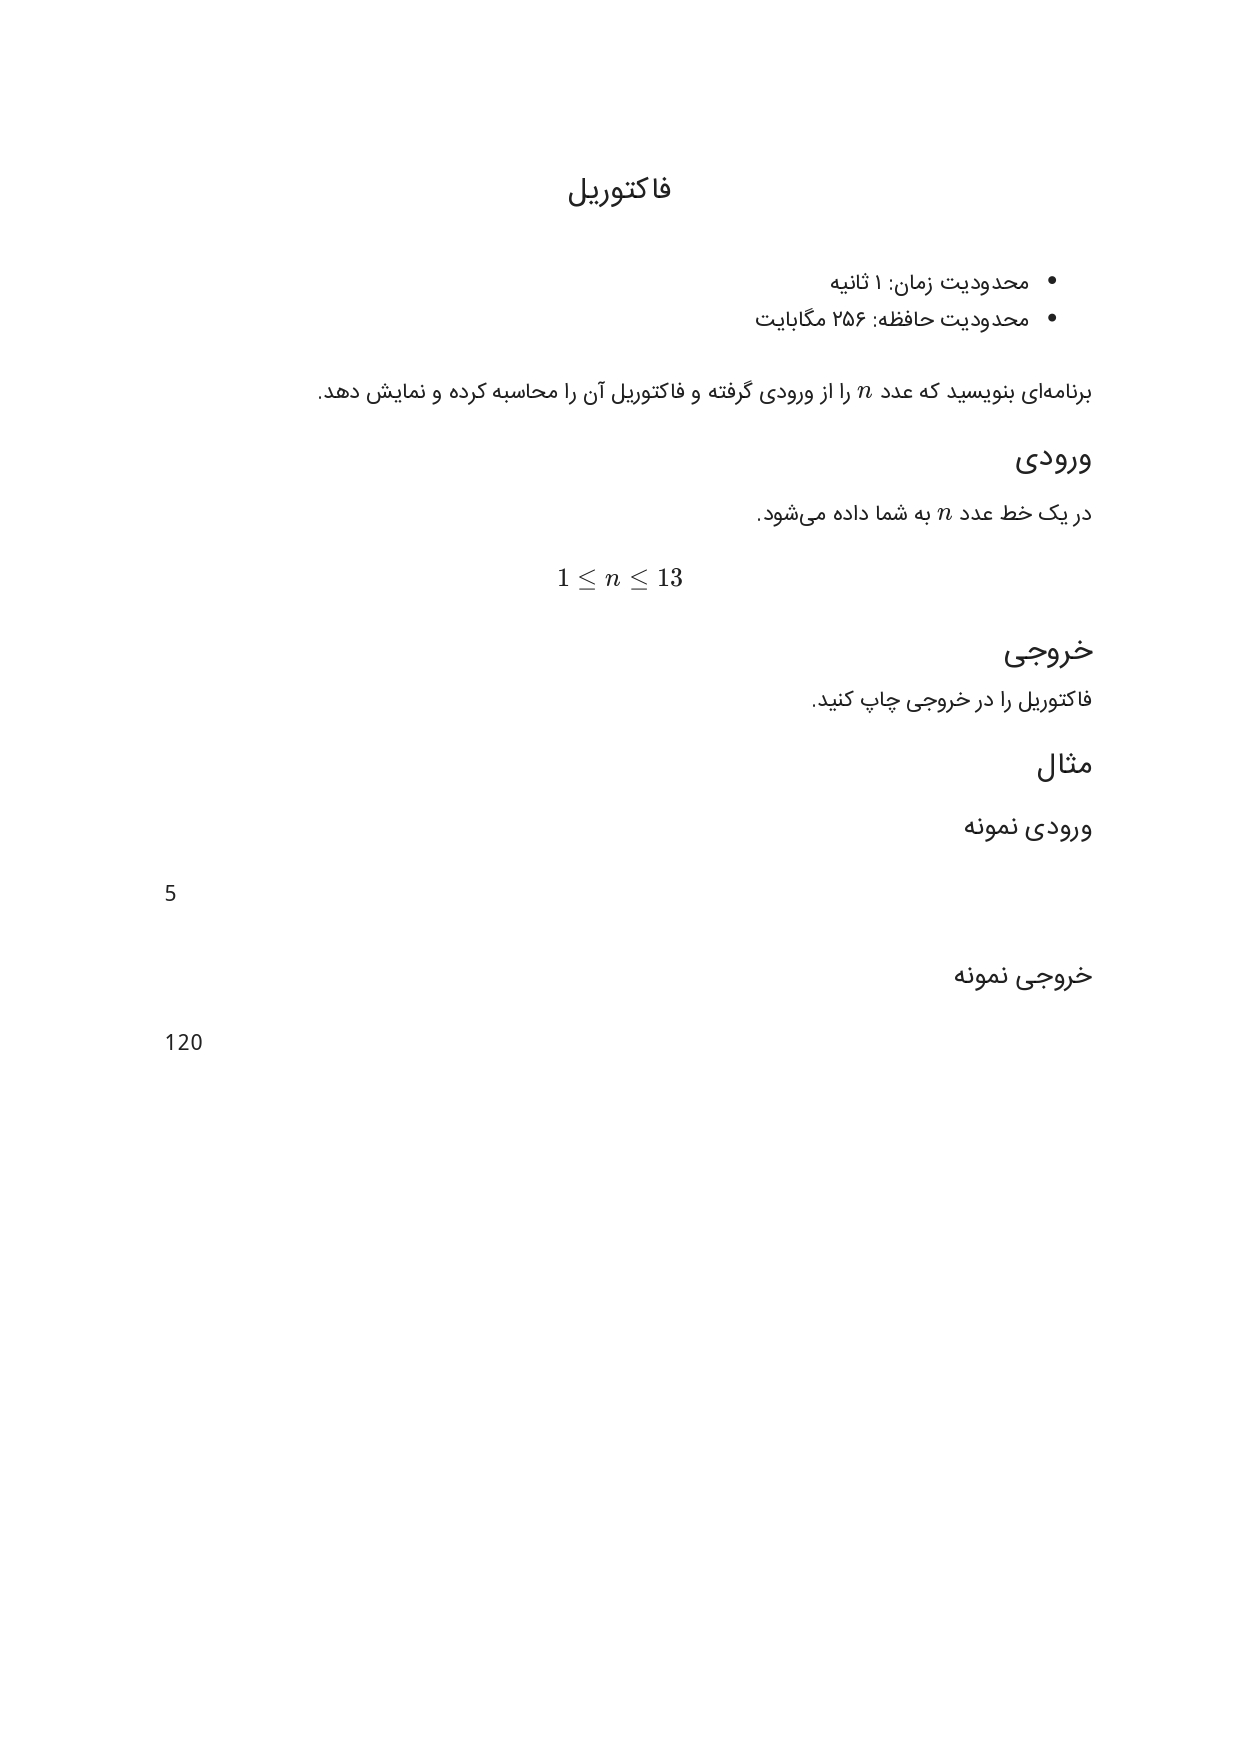 فاکتوریل
• محدودیت زمان: ۱ ثانیه
• محدودیت حافظه: ۲۵۶ مگابایت
برنامه‌ای بنویسید که عدد n را از ورودی گرفته و فاکتوریل آن را محاسبه کرده و نمایش دهد.
ورودی
در یک خط عدد n به شما داده می‌شود.
1 ≤ n ≤ 13
خروجی
فاکتوریل را در خروجی چاپ کنید.
مثال
ورودی نمونه
5
خروجی نمونه
120